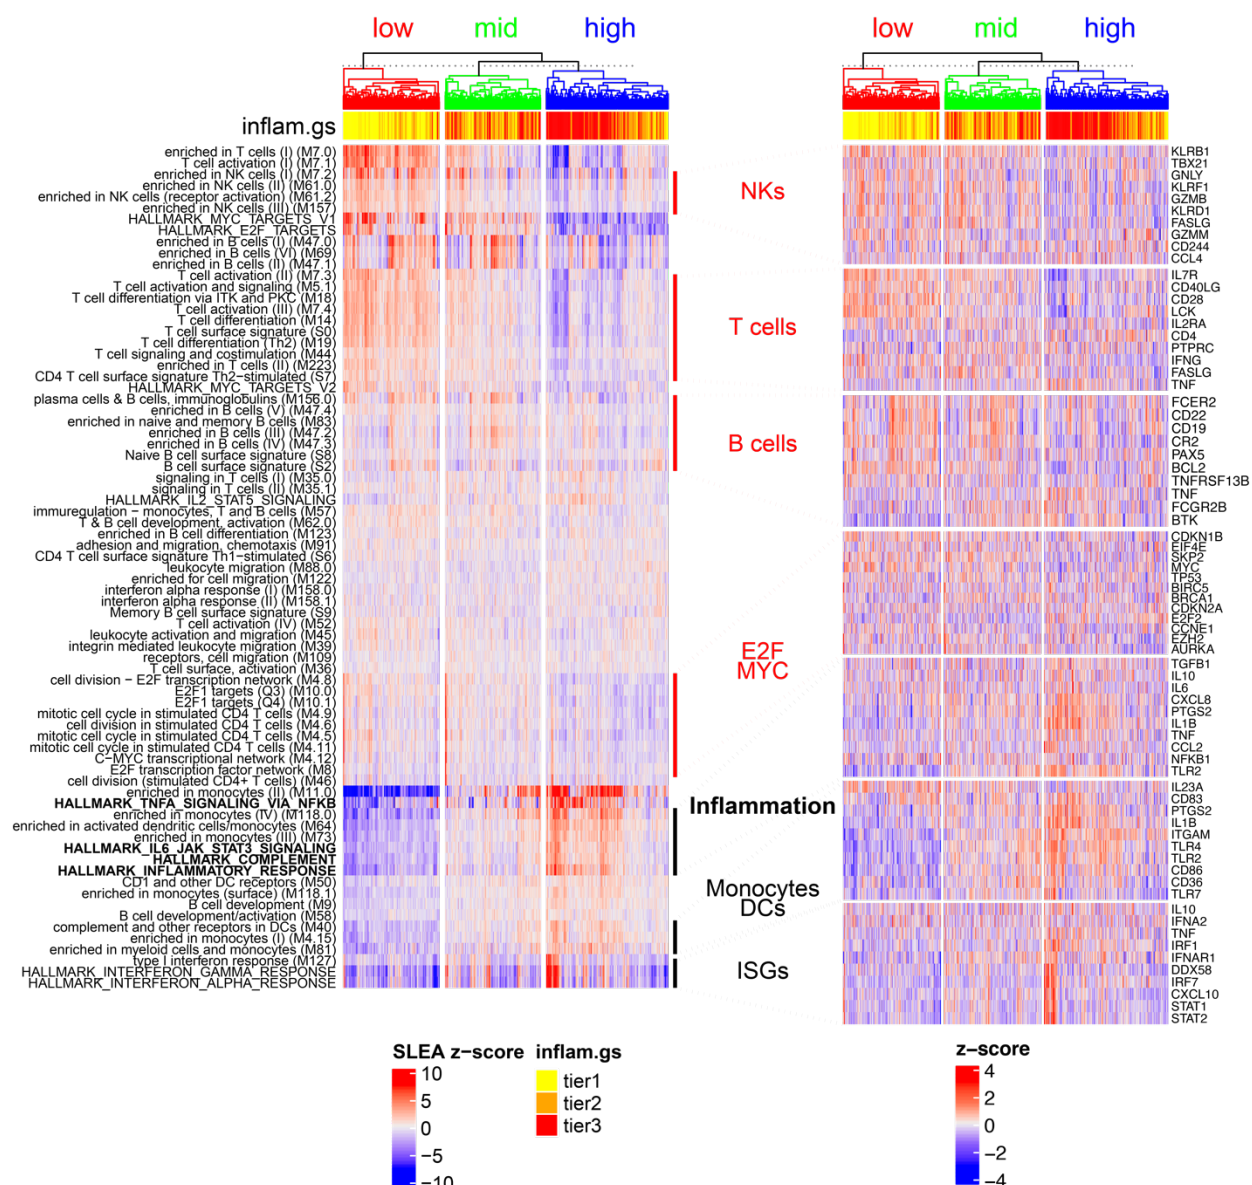 low mid high
low mid high
inflam.gs
enriched in T cells (I) (M7.0)
T cell activation (I) (M7.1)
enriched in NK cells (I) (M7.2)
enriched in NK cells (II) (M61.0)
enriched in NK cells (receptor activation) (M61.2)
enriched in NK cells (III) (M157)
HALLMARK_MYC_TARGETS_V1
HALLMARK_E2F_TARGETS
enriched in B cells (I) (M47.0)
enriched in B cells (VI) (M69)
enriched in B cells (II) (M47.1)
T cell activation (II) (M7.3)
T cell activation and signaling (M5.1)
T cell differentiation via ITK and PKC (M18)
T cell activation (III) (M7.4)
T cell differentiation (M14)
T cell surface signature (S0)
T cell differentiation (Th2) (M19)
T cell signaling and costimulation (M44)
enriched in T cells (II) (M223)
CD4 T cell surface signature Th2−stimulated (S7)
HALLMARK_MYC_TARGETS_V2
plasma cells & B cells, immunoglobulins (M156.0)
enriched in B cells (V) (M47.4)
enriched in naive and memory B cells (M83)
enriched in B cells (III) (M47.2)
enriched in B cells (IV) (M47.3)
Naive B cell surface signature (S8)
B cell surface signature (S2)
signaling in T cells (I) (M35.0)
signaling in T cells (II) (M35.1)
HALLMARK_IL2_STAT5_SIGNALING
immuregulation − monocytes, T and B cells (M57)
T & B cell development, activation (M62.0)
enriched in B cell differentiation (M123)
adhesion and migration, chemotaxis (M91)
CD4 T cell surface signature Th1−stimulated (S6)
leukocyte migration (M88.0)
enriched for cell migration (M122)
interferon alpha response (I) (M158.0)
interferon alpha response (II) (M158.1)
Memory B cell surface signature (S9)
T cell activation (IV) (M52)
leukocyte activation and migration (M45)
integrin mediated leukocyte migration (M39)
receptors, cell migration (M109)
T cell surface, activation (M36)
cell division − E2F transcription network (M4.8)
E2F1 targets (Q3) (M10.0)
E2F1 targets (Q4) (M10.1)
mitotic cell cycle in stimulated CD4 T cells (M4.9)
cell division in stimulated CD4 T cells (M4.6)
mitotic cell cycle in stimulated CD4 T cells (M4.5)
mitotic cell cycle in stimulated CD4 T cells (M4.11)
C−MYC transcriptional network (M4.12)
E2F transcription factor network (M8)
cell division (stimulated CD4+ T cells) (M46)
enriched in monocytes (II) (M11.0)
HALLMARK_TNFA_SIGNALING_VIA_NFKB
enriched in monocytes (IV) (M118.0)
enriched in activated dendritic cells/monocytes (M64)
enriched in monocytes (III) (M73)
HALLMARK_IL6_JAK_STAT3_SIGNALING
HALLMARK_COMPLEMENT
HALLMARK_INFLAMMATORY_RESPONSE
CD1 and other DC receptors (M50)
enriched in monocytes (surface) (M118.1)
B cell development (M9)
B cell development/activation (M58)
complement and other receptors in DCs (M40)
enriched in monocytes (I) (M4.15)
enriched in myeloid cells and monocytes (M81)
type I interferon response (M127)
HALLMARK_INTERFERON_GAMMA_RESPONSE
HALLMARK_INTERFERON_ALPHA_RESPONSE
NKs
T cells
B cells
E2F
MYC
Inflammation
Monocytes
DCs
ISGs
KLRB1
TBX21
GNLY
KLRF1
GZMB
KLRD1
FASLG
GZMM
CD244
CCL4
IL7R
CD40LG
CD28
LCK
IL2RA
CD4
PTPRC
IFNG
FASLG
TNF
FCER2
CD22
CD19
CR2
PAX5
BCL2
TNFRSF13B
TNF
FCGR2B
BTK
CDKN1B
EIF4E
SKP2
MYC
TP53
BIRC5
BRCA1
CDKN2A
E2F2
CCNE1
EZH2
AURKA
TGFB1
IL10
IL6
CXCL8
PTGS2
IL1B
TNF
CCL2
NFKB1
TLR2
IL23A
CD83
PTGS2
IL1B
ITGAM
TLR4
TLR2
CD86
CD36
TLR7
IL10
IFNA2
TNF
IRF1
IFNAR1
DDX58
IRF7
CXCL10
STAT1
STAT2
SLEA z−score
10
5
0
−5
−10
inflam.gs
tier1
tier2
tier3
z−score
4
2
0
−2
−4